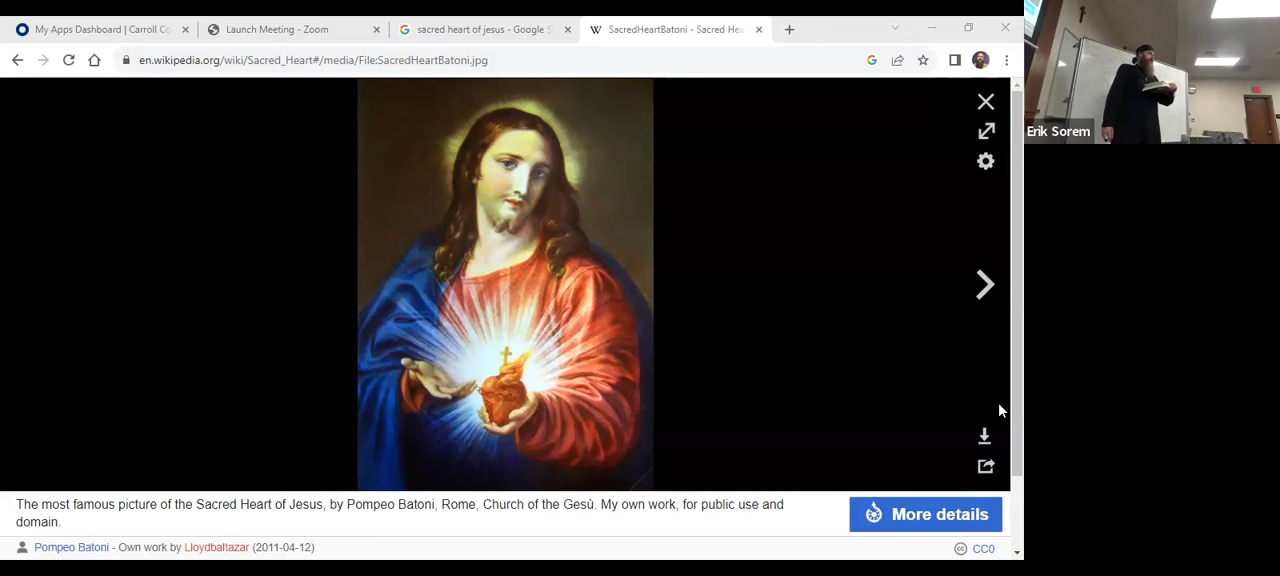 My Apps Dashboard | Carroll Co
Launch Meeting - Zoom
sacred heart of jesus - Google S
SacredHeartBatoni - Sacred Hea
en.wikipedia.org/wiki/Sacred_Heart#/media/File:SacredHeartBatoni.jpg
Erik Sorem
The most famous picture of the Sacred Heart of Jesus, by Pompeo Batoni, Rome, Church of the Gesù. My own work, for public use and
domain.
More details
Pompeo Batoni - Own work by Lloydbaltazar (2011-04-12)
CC0